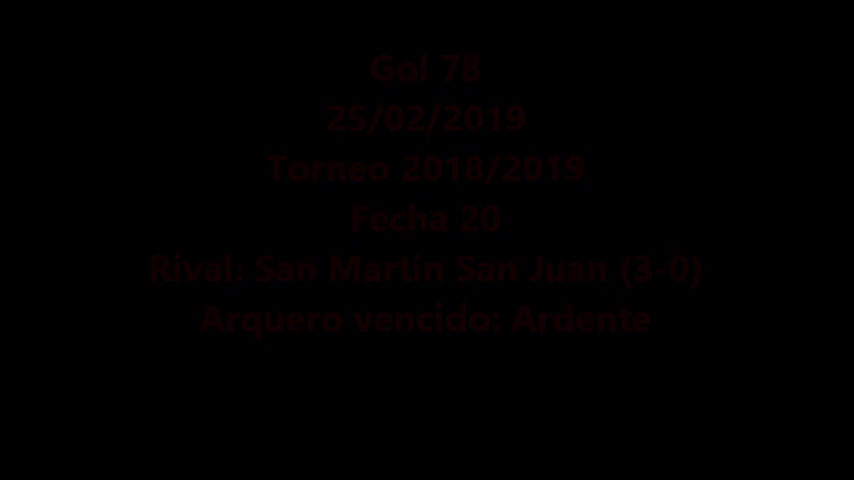 Gol 78
25/02/2019
Torneo 2018/2019
Fecha 20
Rival: San Martin San Juan (3-0)
Arquero vencido: Ardente